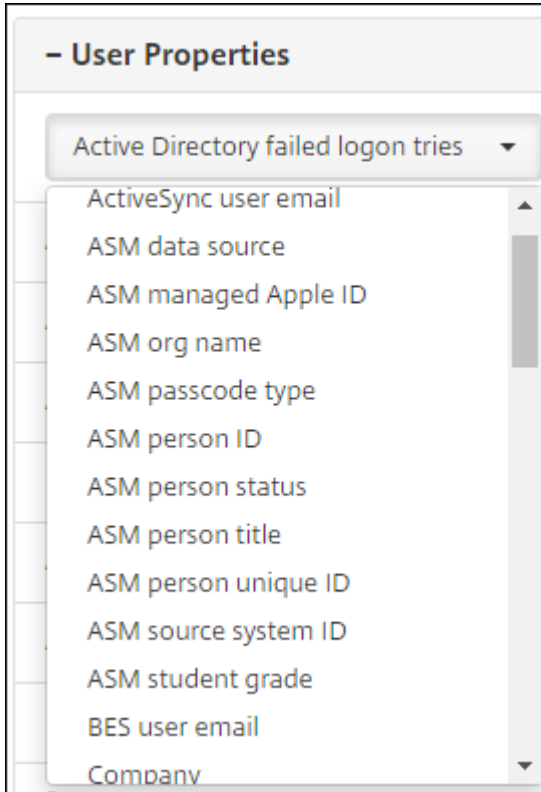 – User Properties
Active Directory failed logon tries
ActiveSync user email
ASM data source
ASM managed Apple ID
ASM org name
ASM passcode type
ASM person ID
ASM person status
ASM person title
ASM person unique ID
ASM source system ID
ASM student grade
BES user email
Company